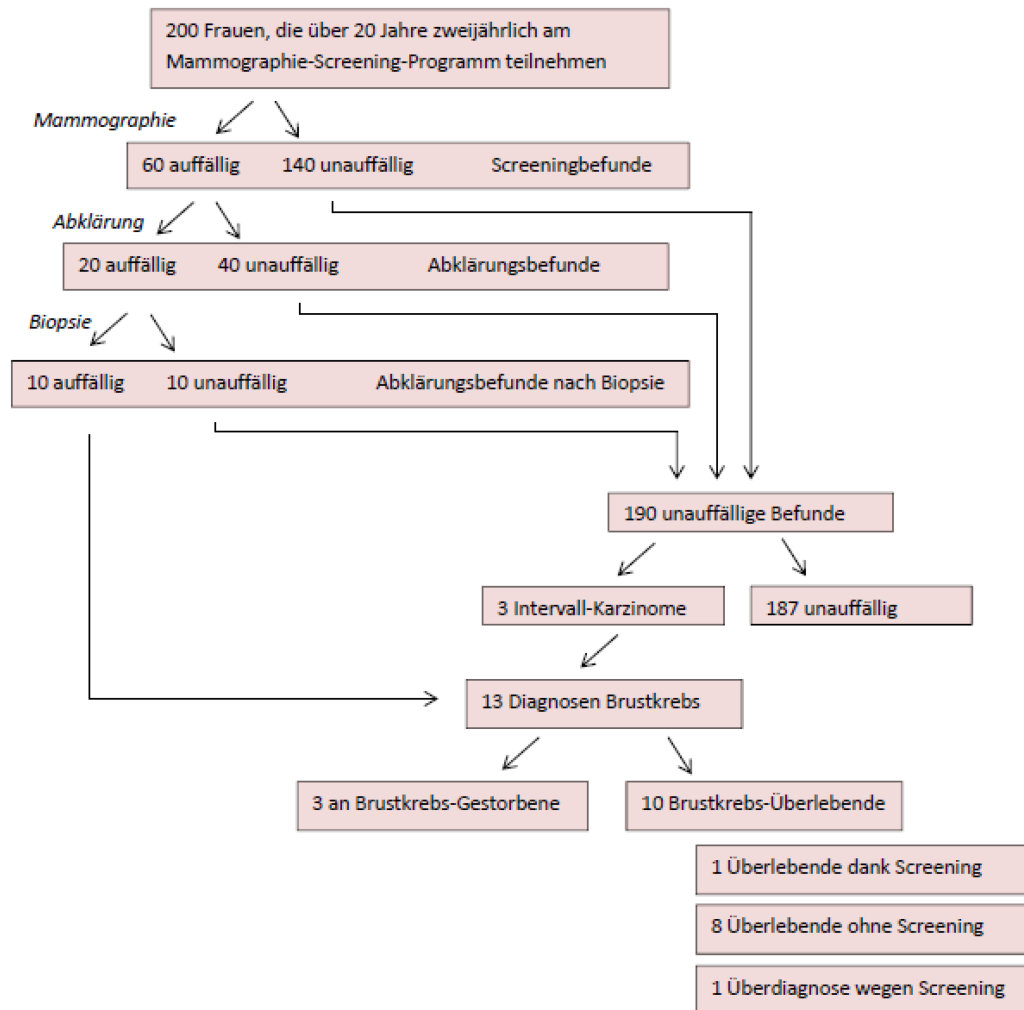 200 Frauen, die über 20 Jahre zweijährlich am
Mammographie-Screening-Programm teilnehmen
Mammographie
60 auffällig 140 unauffällig Screeningbefunde
Abklärung
20 auffällig 40 unauffällig Abklärungsbefunde
Biopsie
10 auffällig 10 unauffällig Abklärungsbefunde nach Biopsie
190 unauffällige Befunde
3 Intervall-Karzinome 187 unauffällig
13 Diagnosen Brustkrebs
3 an Brustkrebs-Gestorbene 10 Brustkrebs-Überlebende
1 Überlebende dank Screening
8 Überlebende ohne Screening
1 Überdiagnose wegen Screening